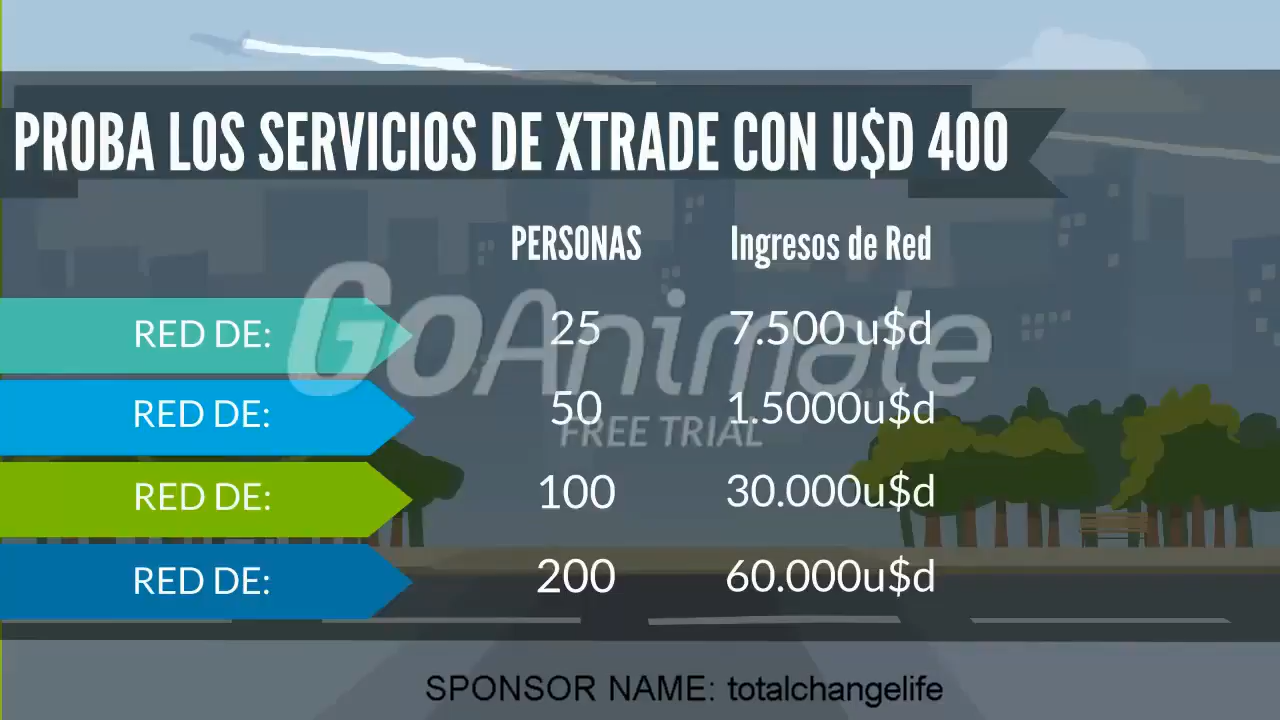 PROBA LOS SERVICIOS DE XTRADE CON U$D 400
PERSONAS Ingresos de Red
RED DE: 25 7.500 u$d
GoAnimate
RED DE: 50 1.5000u$d
FREE TRIAL
RED DE: 100 30.000u$d
RED DE: 200 60.000u$d
SPONSOR NAME: totalchangelife